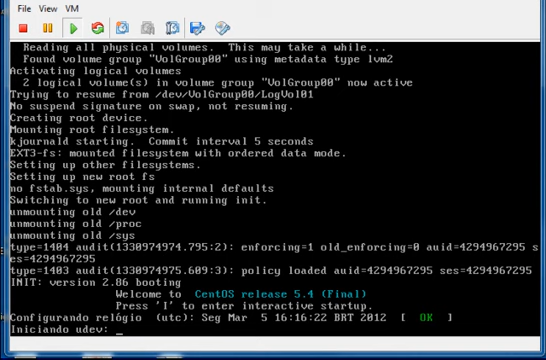 File View VM
Reading all physical volumes. This may take a while...
Found volume group "VolGroup00" using metadata type lvm2
Activating logical volumes
2 logical volume(s) in volume group "VolGroup00" now active
Trying to resume from /dev/VolGroup00/LogVol01
No suspend signature on swap, not resuming.
Creating root device.
Mounting root filesystem.
kjournald starting. Commit interval 5 seconds
EXT3-fs: mounted filesystem with ordered data mode.
Setting up other filesystems.
Setting up new root fs
no fstab.sys, mounting internal defaults
Switching to new root and running init.
unmounting old /dev
unmounting old /proc
unmounting old /sys
type=1404 audit(1330974974.795:2): enforcing=1 old_enforcing=0 auid=4294967295 s
es=4294967295
type=1403 audit(1330974975.609:3): policy loaded auid=4294967295 ses=4294967295
INIT: version 2.86 booting
Welcome to CentOS release 5.4 (Final)
Press 'I' to enter interactive startup.
Configurando relógio (utc): Seg Mar 5 16:16:22 BRT 2012 [ OK ]
Iniciando udev: _